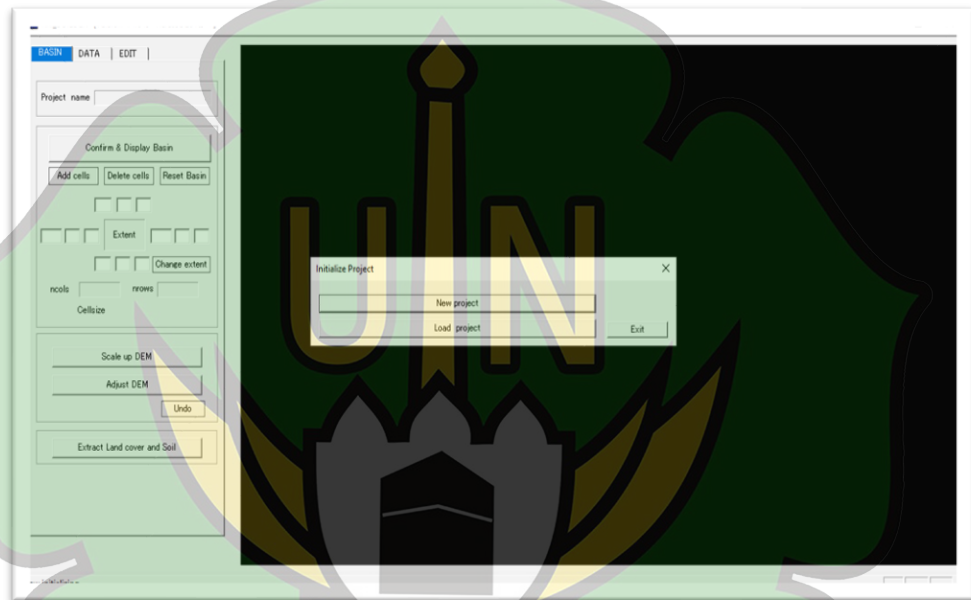 BASIN DATA EDIT
Project name
Confirm & Display Basin
Add cells Delete cells Reset Basin
Extent
Change extent
ncols nrows
Cellsize
Scale up DEM
Adjust DEM
Undo
Extract Land cover and Soil
UIN
Initialize Project
New project
Load project Exit